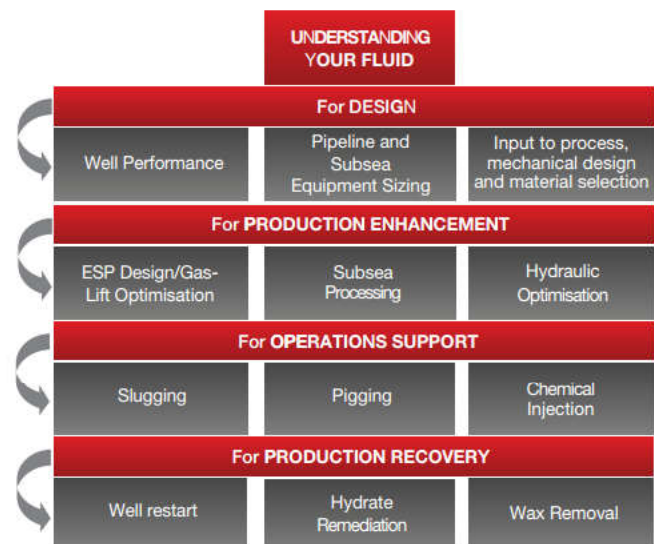 UNDERSTANDING
YOUR FLUID
For DESIGN
Well Performance
Pipeline and
Subsea
Equipment Sizing
Input to process,
mechanical design
and material selection
For PRODUCTION ENHANCEMENT
ESP Design/Gas-
Lift Optimisation
Subsea
Processing
Hydraulic
Optimisation
For OPERATIONS SUPPORT
Slugging
Pigging
Chemical
Injection
For PRODUCTION RECOVERY
Well restart
Hydrate
Remediation
Wax Removal